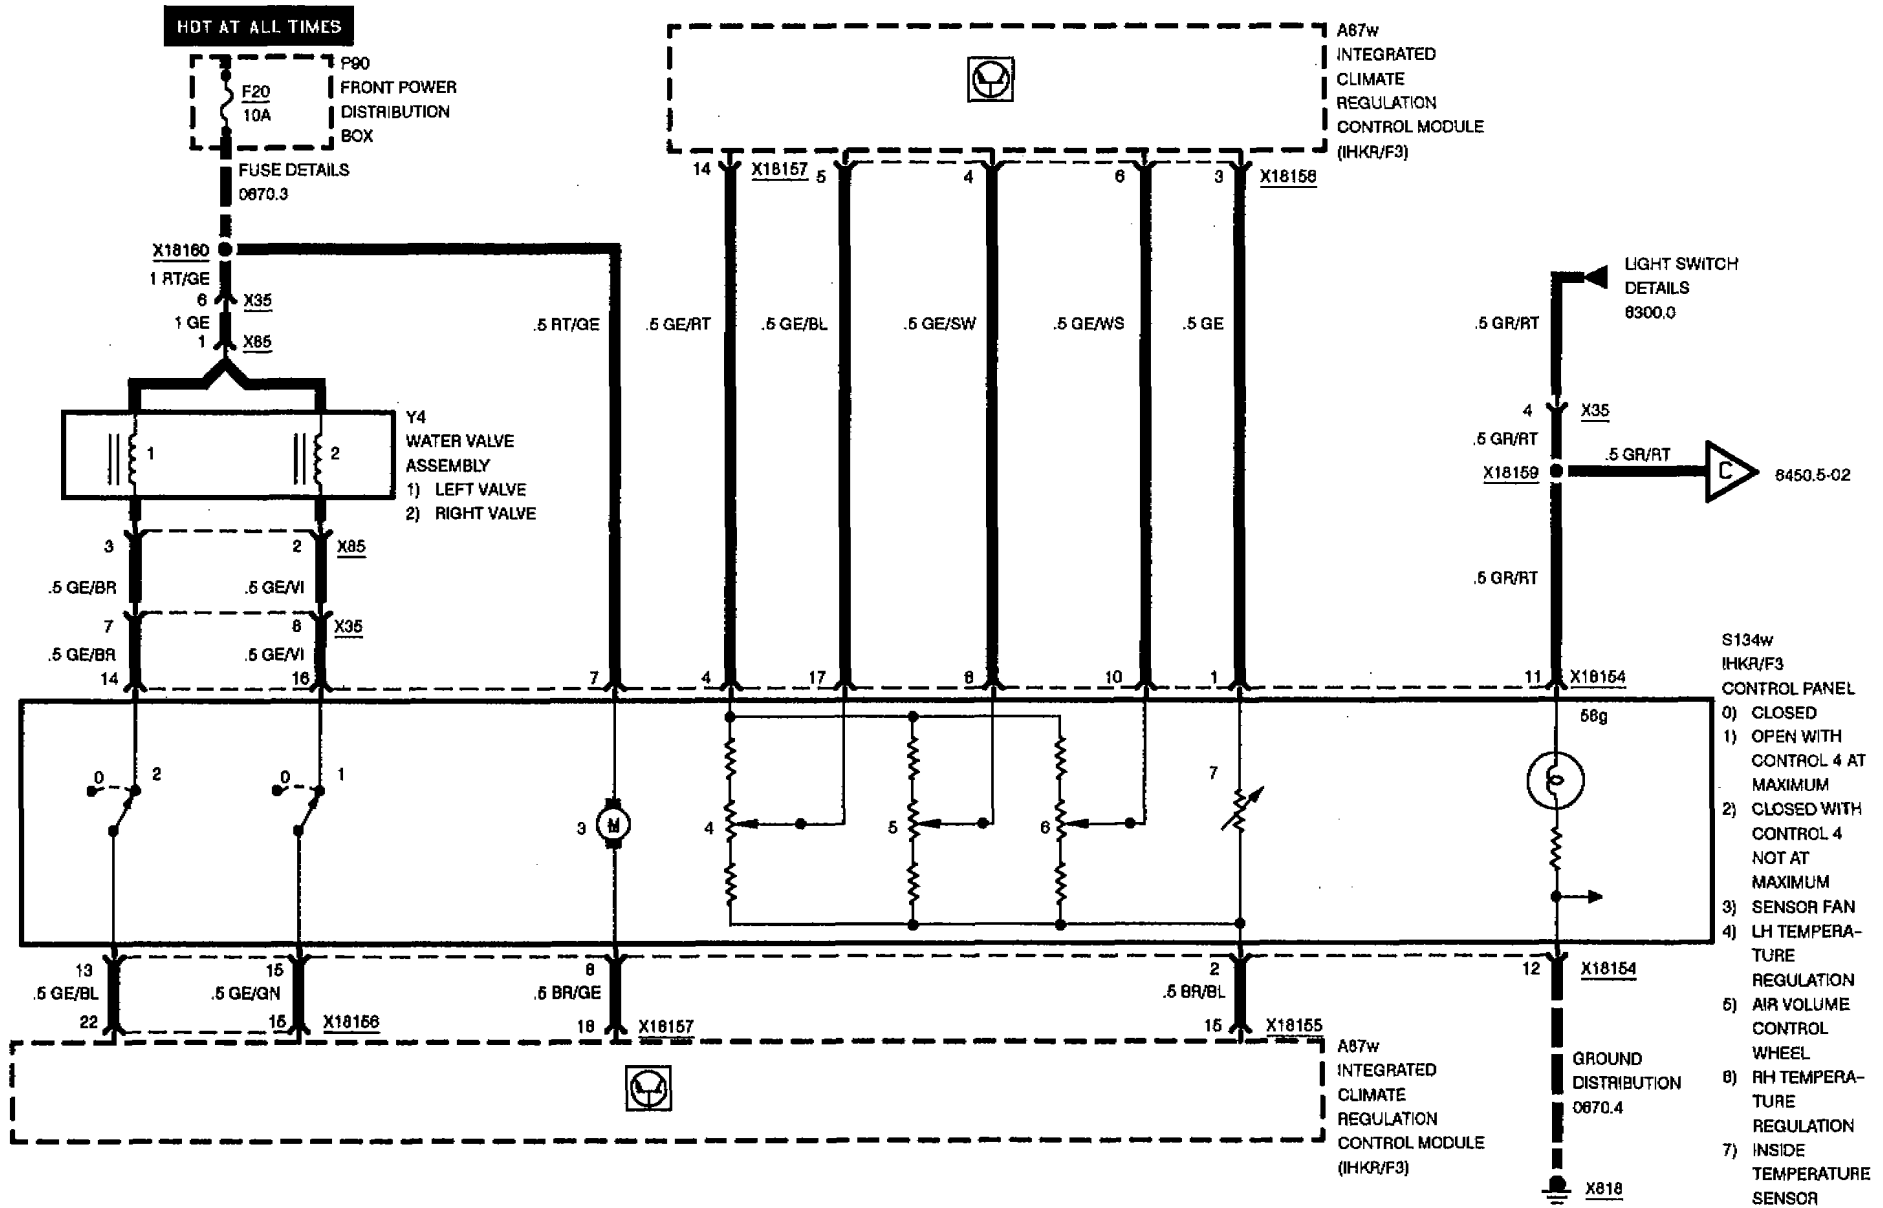 HOT AT ALL TIMES
P90
FRONT POWER
DISTRIBUTION
BOX
F20
10A
FUSE DETAILS
0670.3
X18160
1 RT/GE
6 X35
1 GE
1 X85
Y4
WATER VALVE
ASSEMBLY
1) LEFT VALVE
2) RIGHT VALVE
1
2
3 2 X85
.5 GE/BR .5 GE/VI
7 8 X35
.5 GE/BR .5 GE/VI
A87w
INTEGRATED
CLIMATE
REGULATION
CONTROL MODULE
(IHKR/F3)
14 X18157 5 4 6 3 X18156
.5 RT/GE .5 GE/RT .5 GE/BL .5 GE/SW .5 GE/WS .5 GE
LIGHT SWITCH
DETAILS
6300.0
.5 GR/RT
4 X35
.5 GR/RT
.5 GR/RT
X18159
C
6450.5-02
.5 GR/RT
14 16 7 4 17 8 10 1 11 X18154
56g
0 2
0 1
3 M
4
5
6
7
S134w
IHKR/F3
CONTROL PANEL
0) CLOSED
1) OPEN WITH
CONTROL 4 AT
MAXIMUM
2) CLOSED WITH
CONTROL 4
NOT AT
MAXIMUM
3) SENSOR FAN
4) LH TEMPERA-
TURE
REGULATION
5) AIR VOLUME
CONTROL
WHEEL
6) RH TEMPERA-
TURE
REGULATION
7) INSIDE
TEMPERATURE
SENSOR
13 15 8 2 12 X18154
.5 GE/BL .5 GE/GN .5 BR/GE .5 BR/BL
22 15 X18156 18 X18157 15 X18155
A87w
INTEGRATED
CLIMATE
REGULATION
CONTROL MODULE
(IHKR/F3)
GROUND
DISTRIBUTION
0670.4
X818